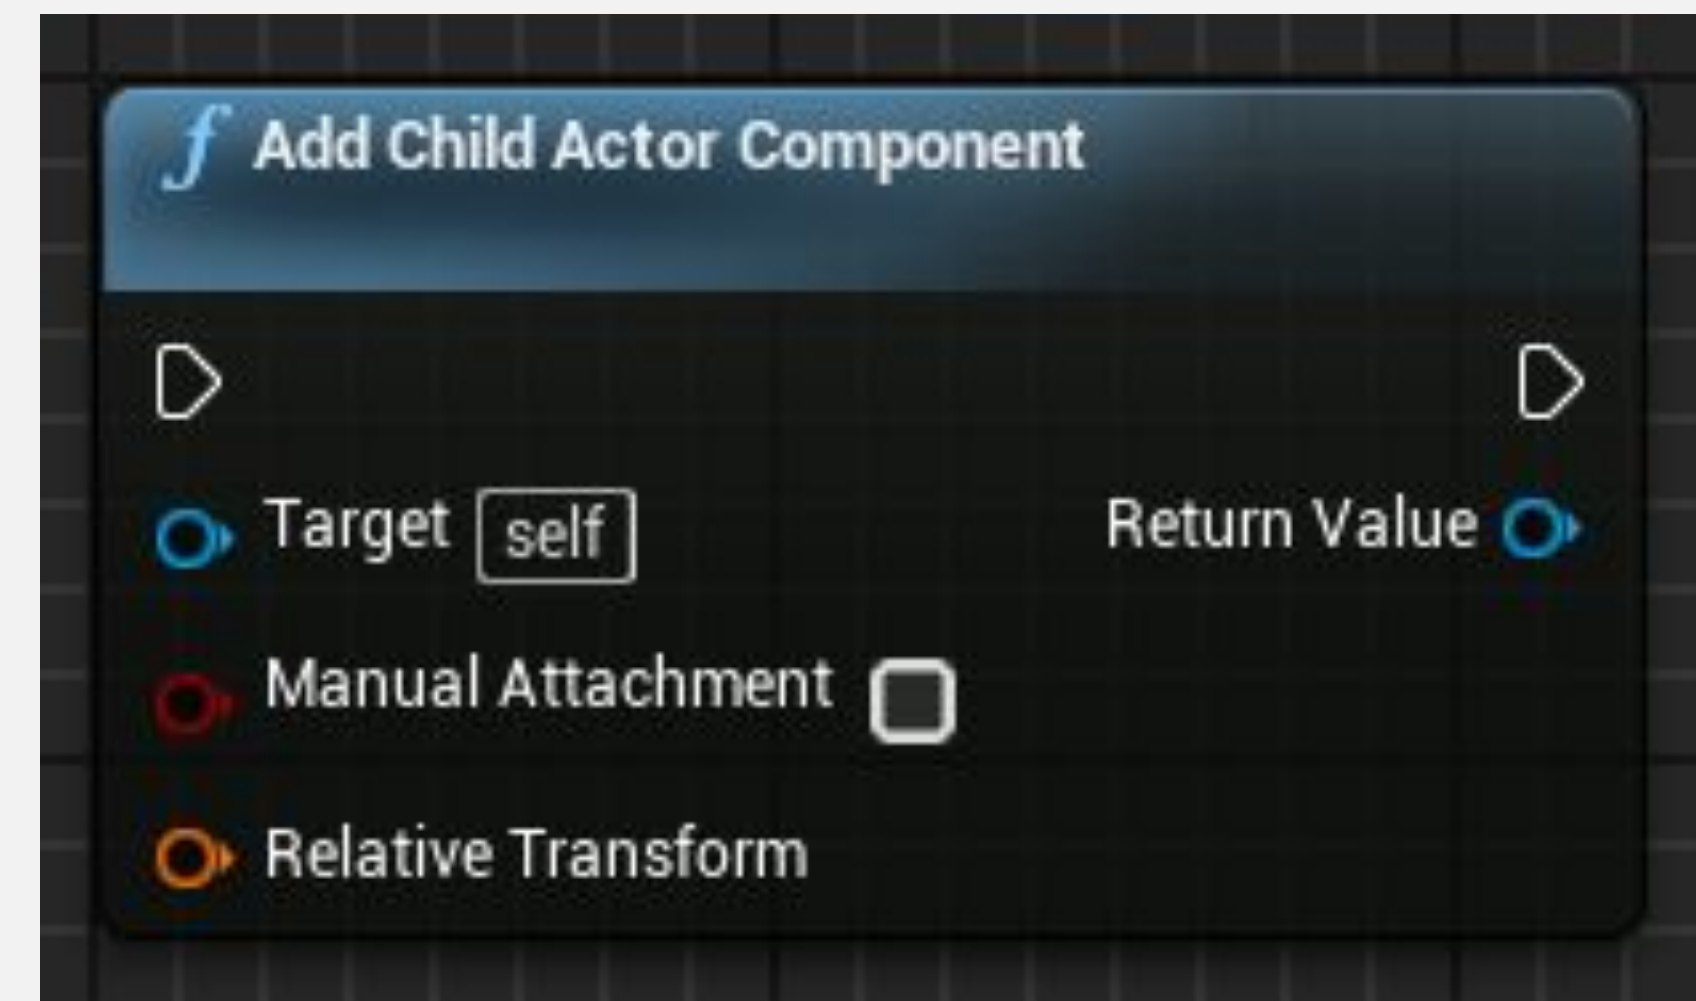 f Add Child Actor Component
Target self
Return Value
Manual Attachment
Relative Transform